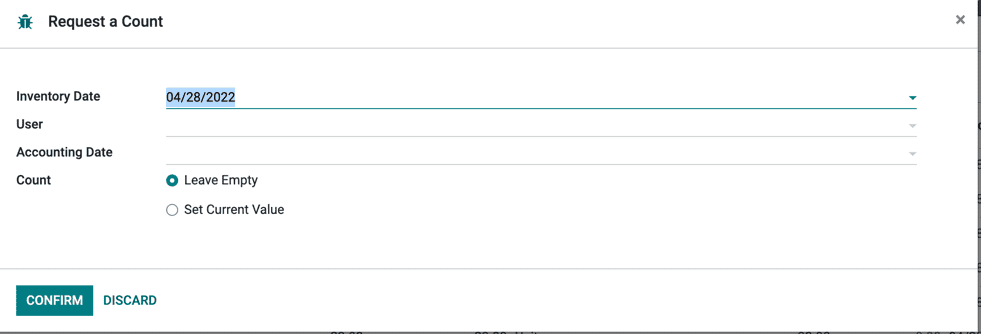 Request a Count
×
Inventory Date 04/28/2022
User
Accounting Date
Count Leave Empty
Set Current Value
CONFIRM DISCARD